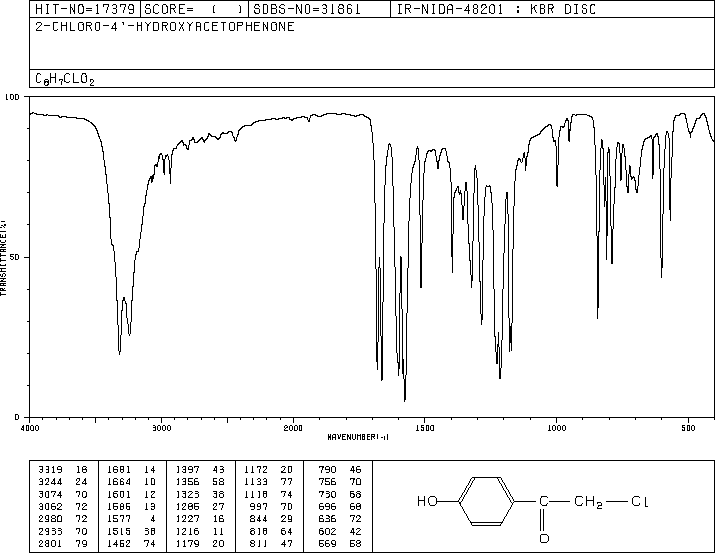 HIT-NO=17379 SCORE= ( ) SDBS-NO=31861 IR-NIDA-48201 : KBR DISC
2-CHLORO-4'-HYDROXYACETOPHENONE
C8H7CLO2
100
50
0
TRANSMITTANCE(%)
4000 3000 2000 1500 1000 500
WAVENUMBER(-1)
3319 18 1681 14 1397 43 1172 20 790 46
3244 24 1664 10 1356 58 1133 77 756 70
3074 70 1601 12 1323 38 1118 74 730 68
3062 72 1586 13 1286 27 997 70 696 68
2980 72 1577 4 1227 16 844 29 636 72
2933 70 1515 38 1216 11 818 64 602 42
2801 79 1452 74 1179 20 811 47 569 58
HO C CH2 Cl
O